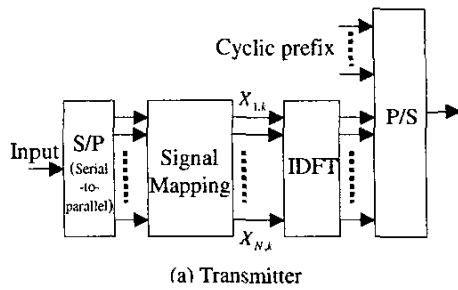 Cyclic prefix
X1,k
P/S
S/P
(Serial
-to-
parallel)
Input
Signal
Mapping
IDFT
XN,k
(a) Transmitter